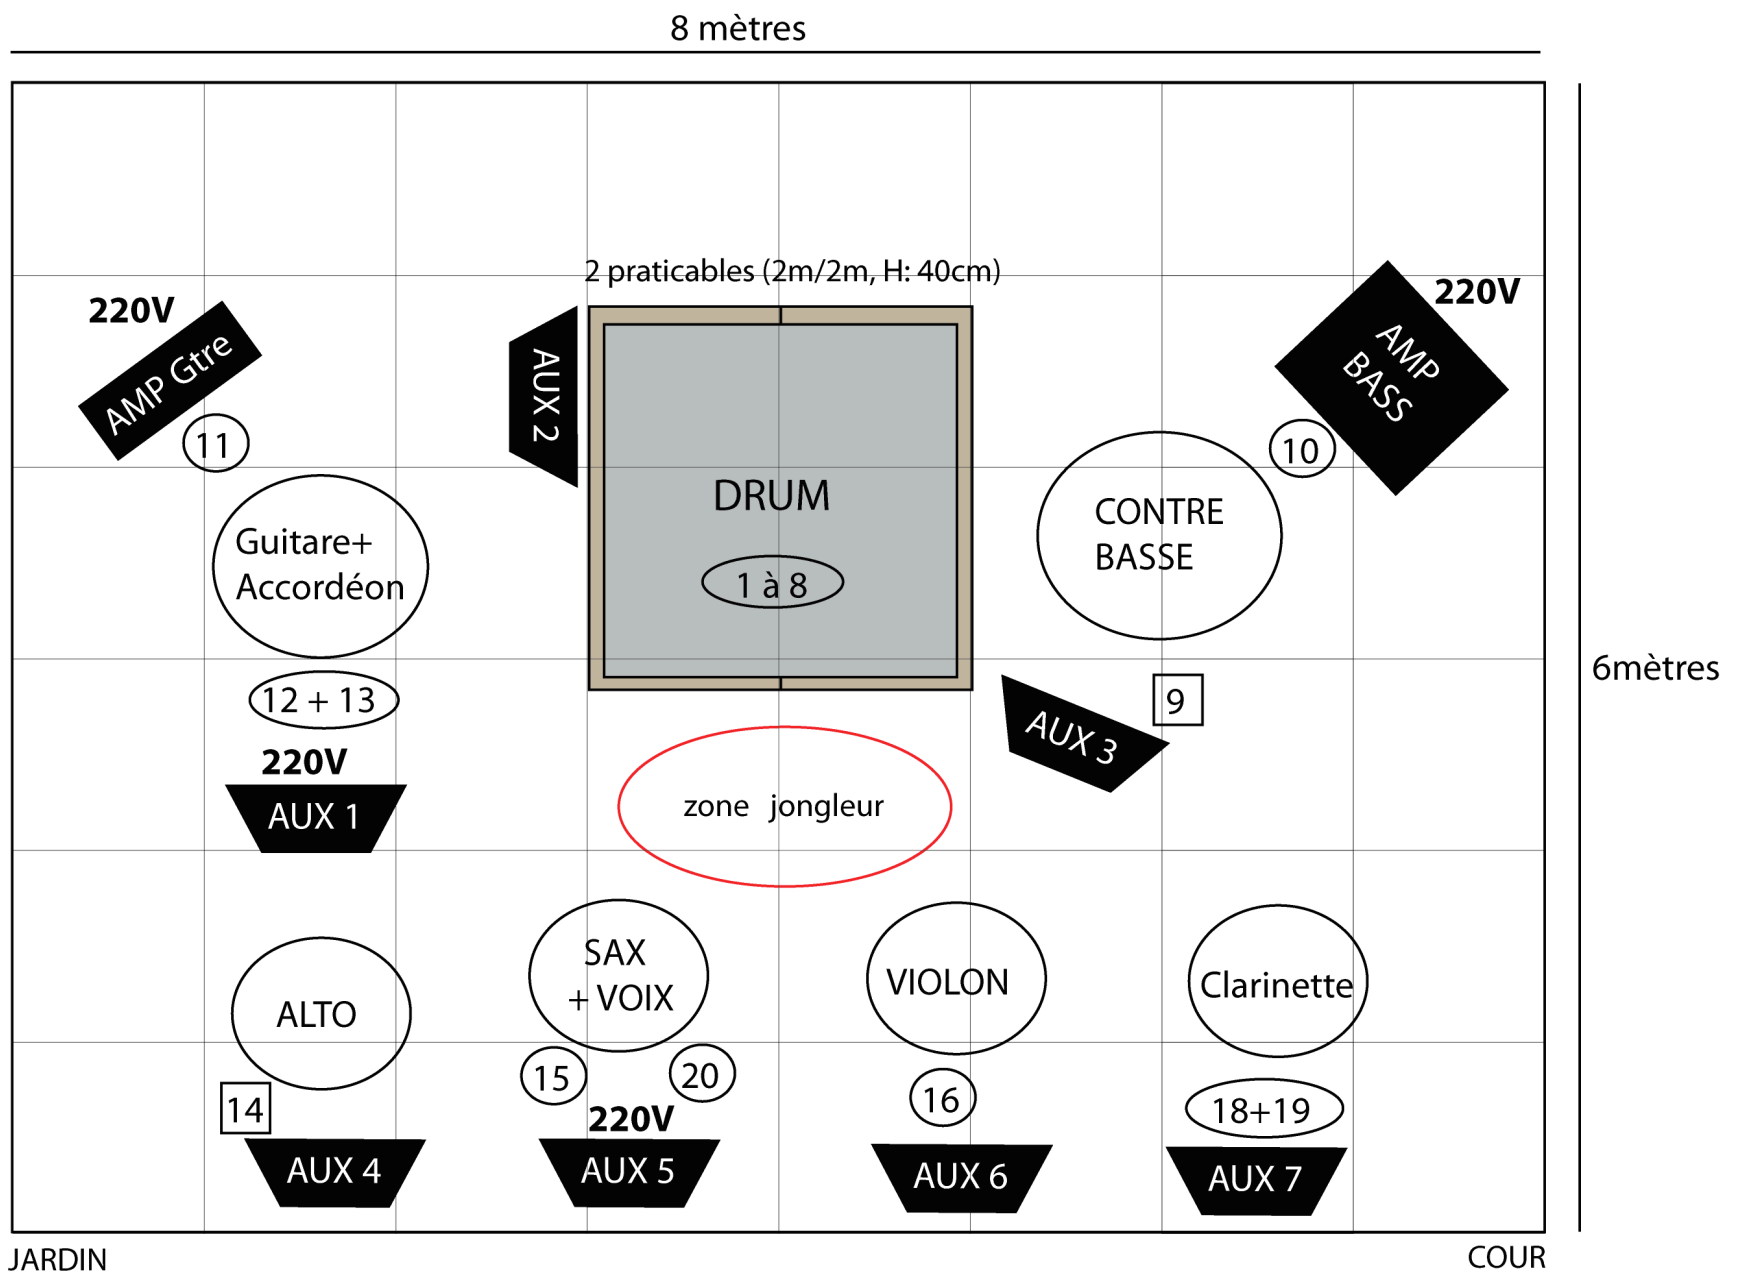 8 mètres
2 praticables (2m/2m, H: 40cm)
220V
AMP Gtre
11
AUX 2
220V
AMP
BASS
10
DRUM
1 à 8
CONTRE
BASSE
Guitare+
Accordéon
12 + 13
220V
AUX 1
9
AUX 3
6mètres
zone jongleur
ALTO
14
AUX 4
SAX
+ VOIX
15
20
220V
AUX 5
VIOLON
16
AUX 6
Clarinette
18+19
AUX 7
JARDIN
COUR